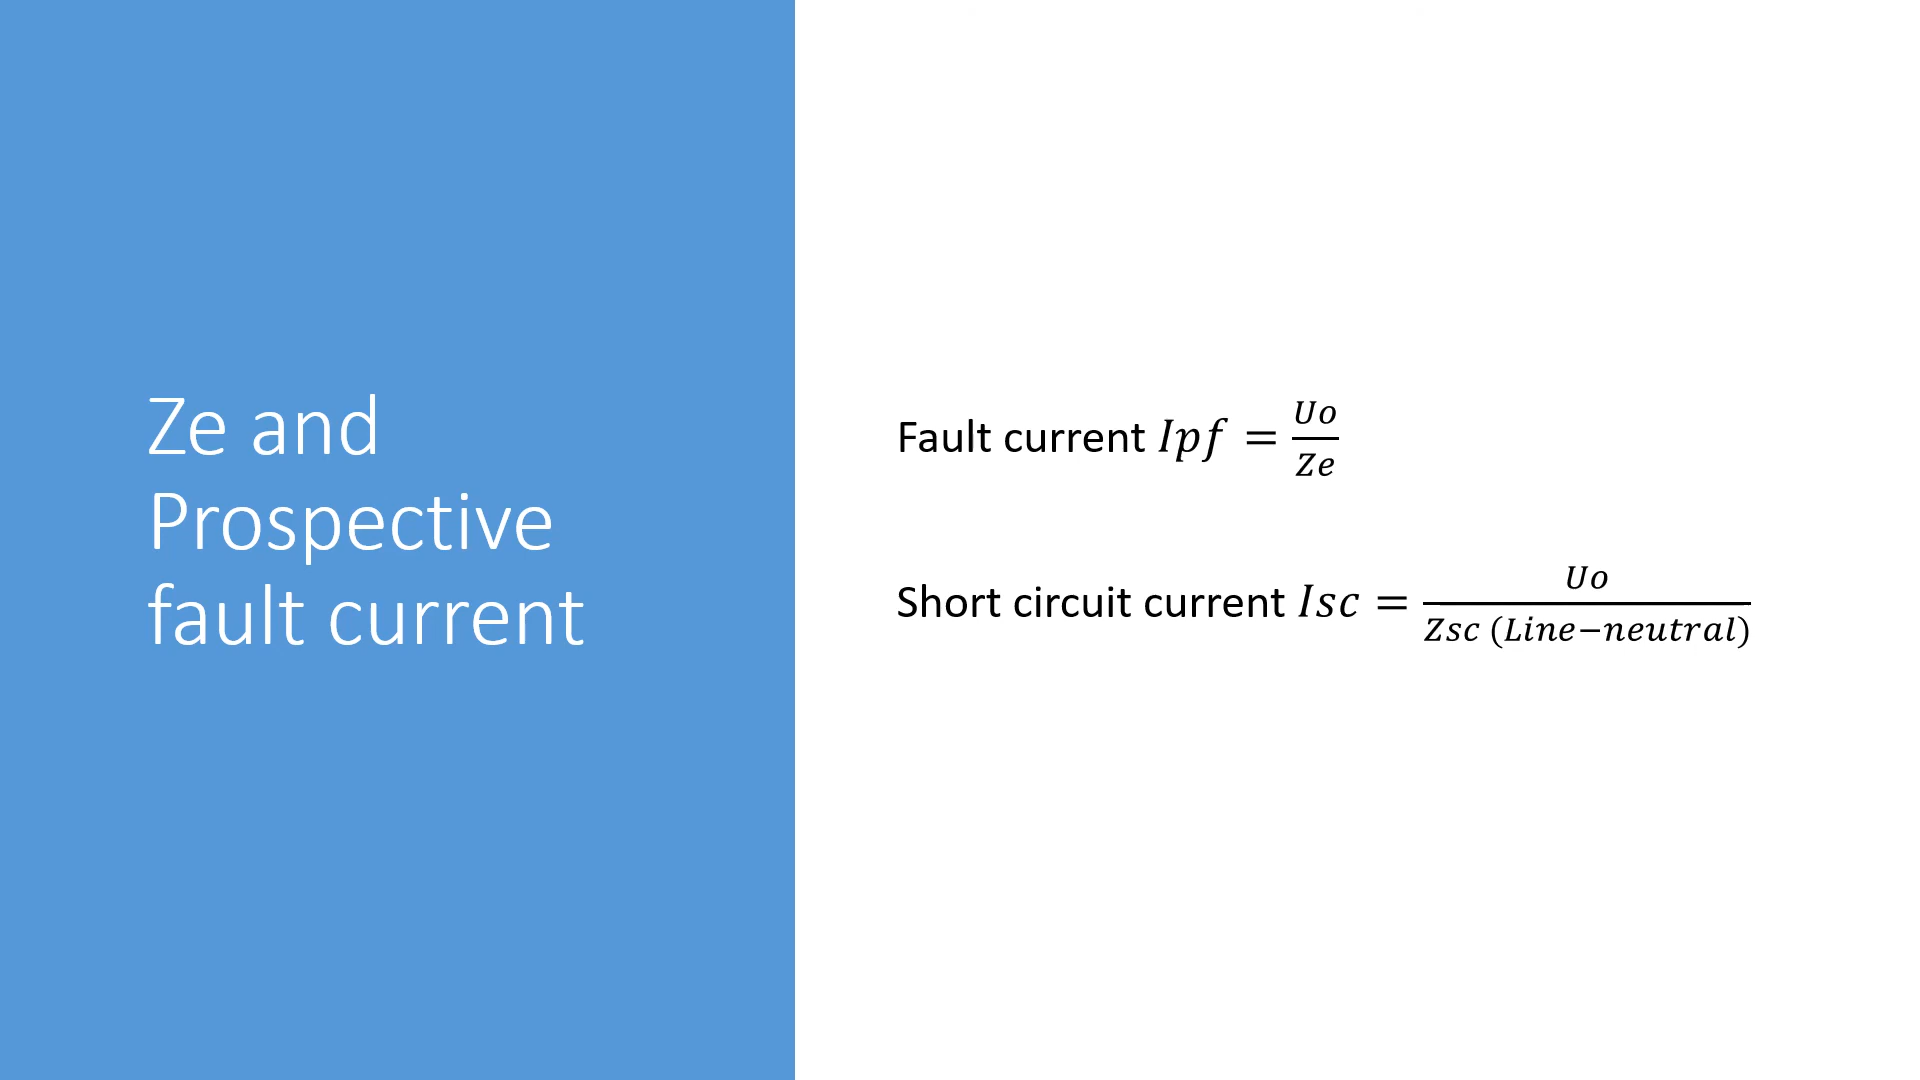 Ze and
Prospective
fault current
Fault current Ipf = Uo/Ze
Short circuit current Isc = Uo/Zsc (Line−neutral)